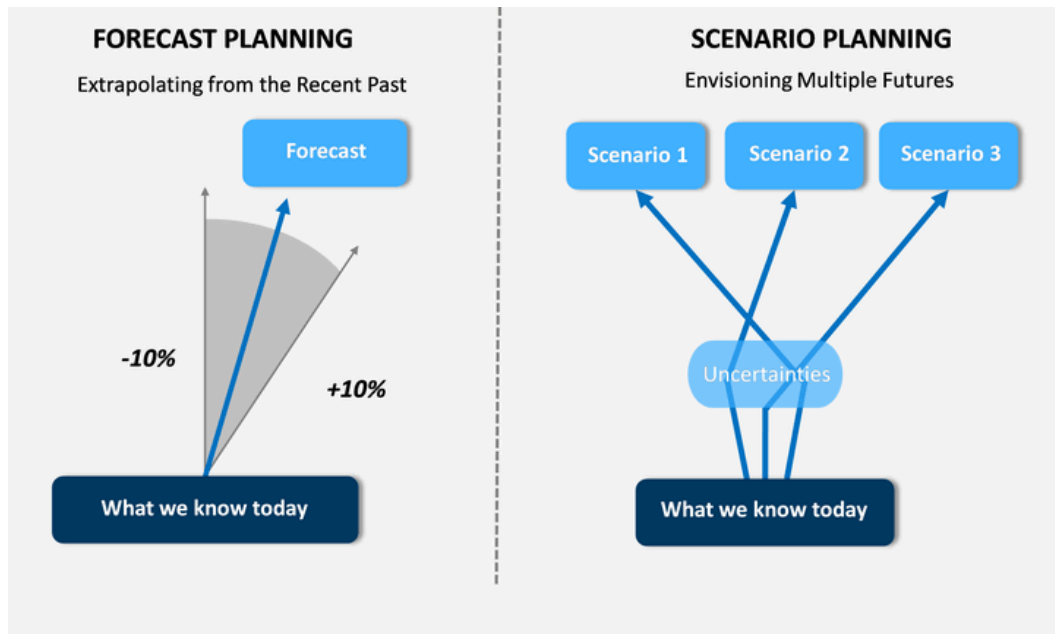 FORECAST PLANNING
Extrapolating from the Recent Past
Forecast
-10%
+10%
What we know today
SCENARIO PLANNING
Envisioning Multiple Futures
Scenario 1
Scenario 2
Scenario 3
Uncertainties
What we know today